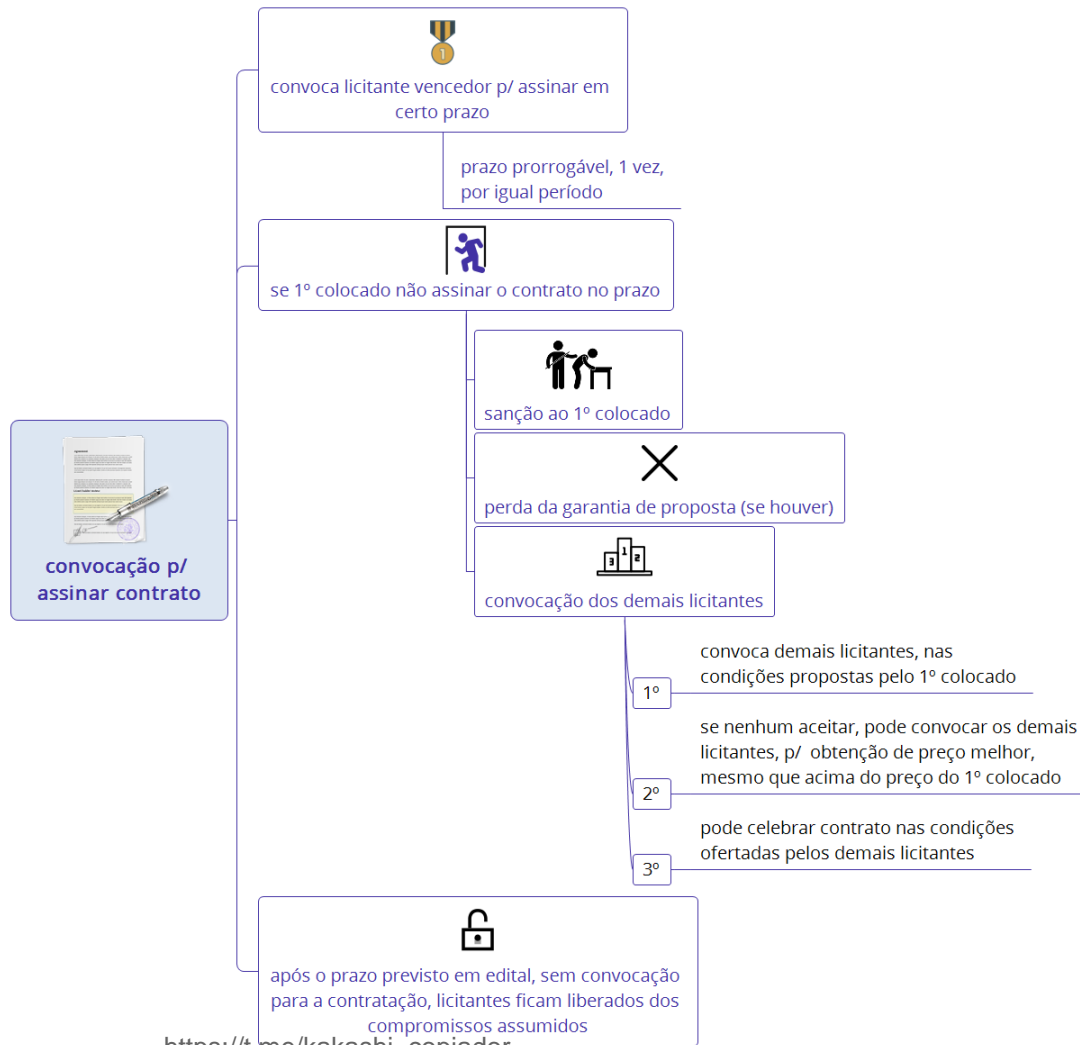 convoca licitante vencedor p/ assinar em
certo prazo
prazo prorrogável, 1 vez,
por igual período
se 1º colocado não assinar o contrato no prazo
sanção ao 1º colocado
perda da garantia de proposta (se houver)
convocação p/
assinar contrato
convocação dos demais licitantes
1º
convoca demais licitantes, nas
condições propostas pelo 1º colocado
2º
se nenhum aceitar, pode convocar os demais
licitantes, p/  obtenção de preço melhor,
mesmo que acima do preço do 1º colocado
3º
pode celebrar contrato nas condições
ofertadas pelos demais licitantes
após o prazo previsto em edital, sem convocação
para a contratação, licitantes ficam liberados dos
compromissos assumidos
https://t.me/kakashi_copiador